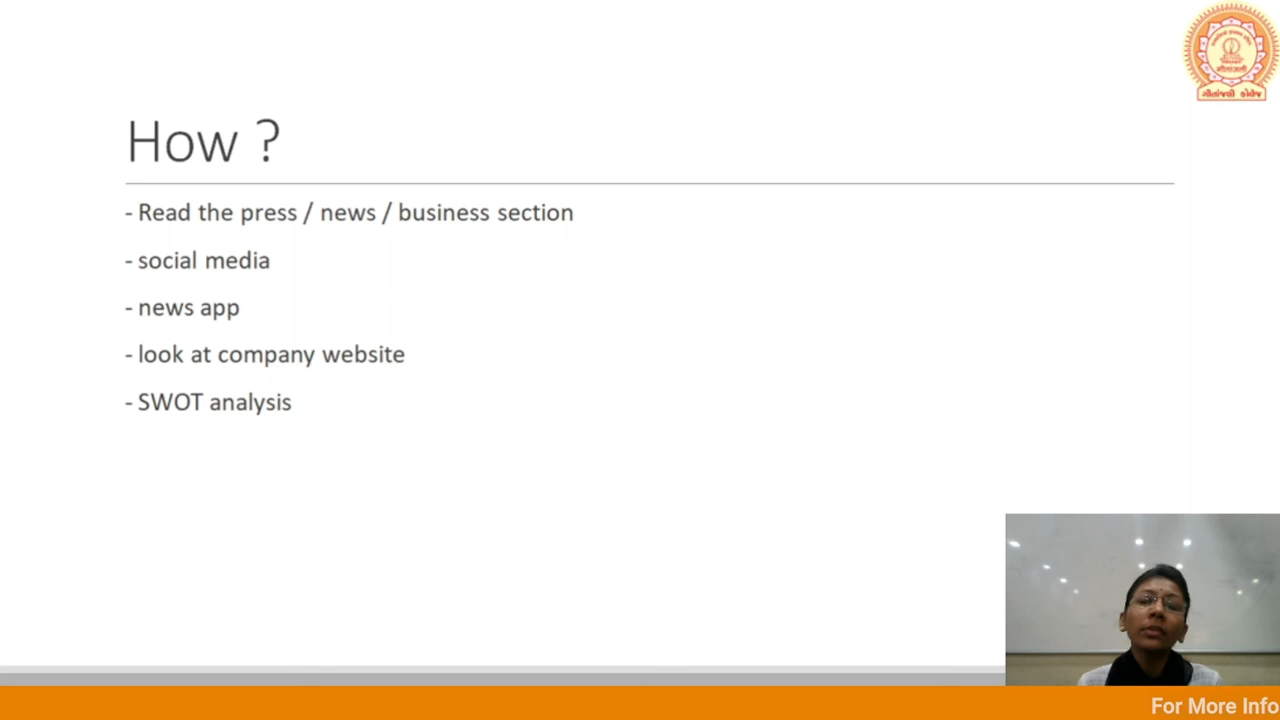 ગીતાંજલી કોલેજ
How ?
- Read the press / news / business section
- social media
- news app
- look at company website
- SWOT analysis
For More Info